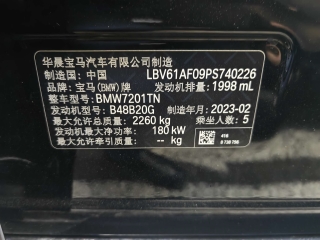 华晨宝马汽车有限公司制造
制造国：中国 LBV61AF09PS740226
品牌：宝马(BMW)牌 发动机排量：1998 mL
整车型号：BMW7201TN
发动机型号：B48B20G 制造年月：2023-02
最大允许总质量：2260 kg 乘坐人数：5
发动机最大净功率：180 kW
最大允许牵引质量：-- kg